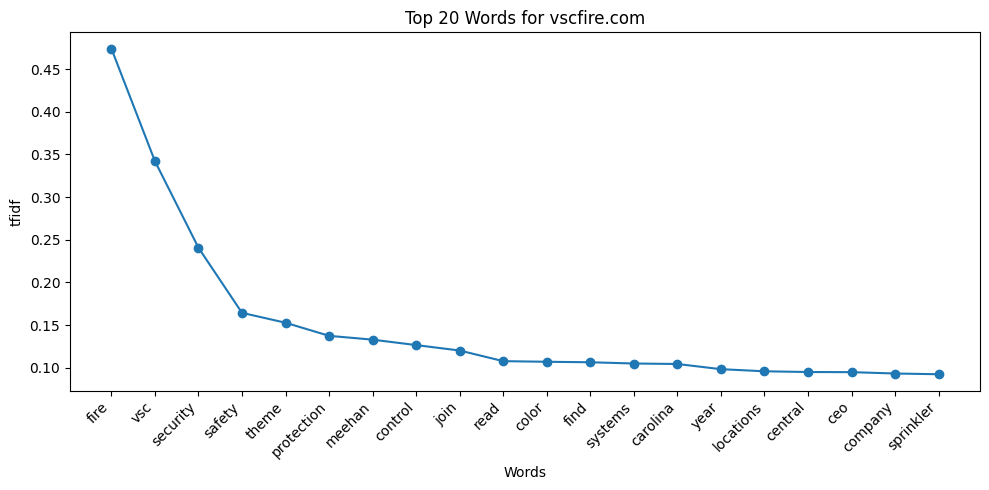 Top 20 Words for vscfire.com
tfidf
0.45
0.40
0.35
0.30
0.25
0.20
0.15
0.10
fire
vsc
security
safety
theme
protection
meehan
control
join
read
color
find
systems
carolina
year
locations
central
ceo
company
sprinkler
Words